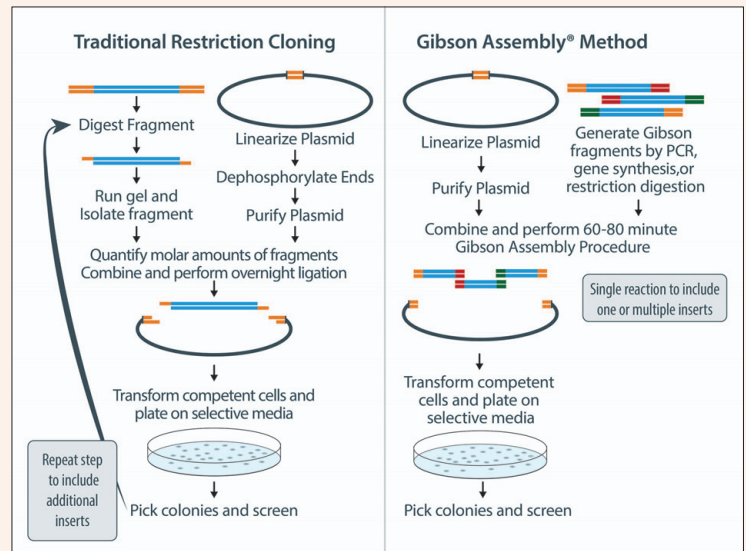 Traditional Restriction Cloning
Digest Fragment
Run gel and
Isolate fragment
Linearize Plasmid
Dephosphorylate Ends
Purify Plasmid
Quantify molar amounts of fragments
Combine and perform overnight ligation
Transform competent cells and
plate on selective media
Repeat step
to include
additional
inserts
Pick colonies and screen
Gibson Assembly® Method
Linearize Plasmid
Purify Plasmid
Generate Gibson
fragments by PCR,
gene synthesis,or
restriction digestion
Combine and perform 60-80 minute
Gibson Assembly Procedure
Single reaction to include
one or multiple inserts
Transform competent
cells and plate on
selective media
Pick colonies and screen